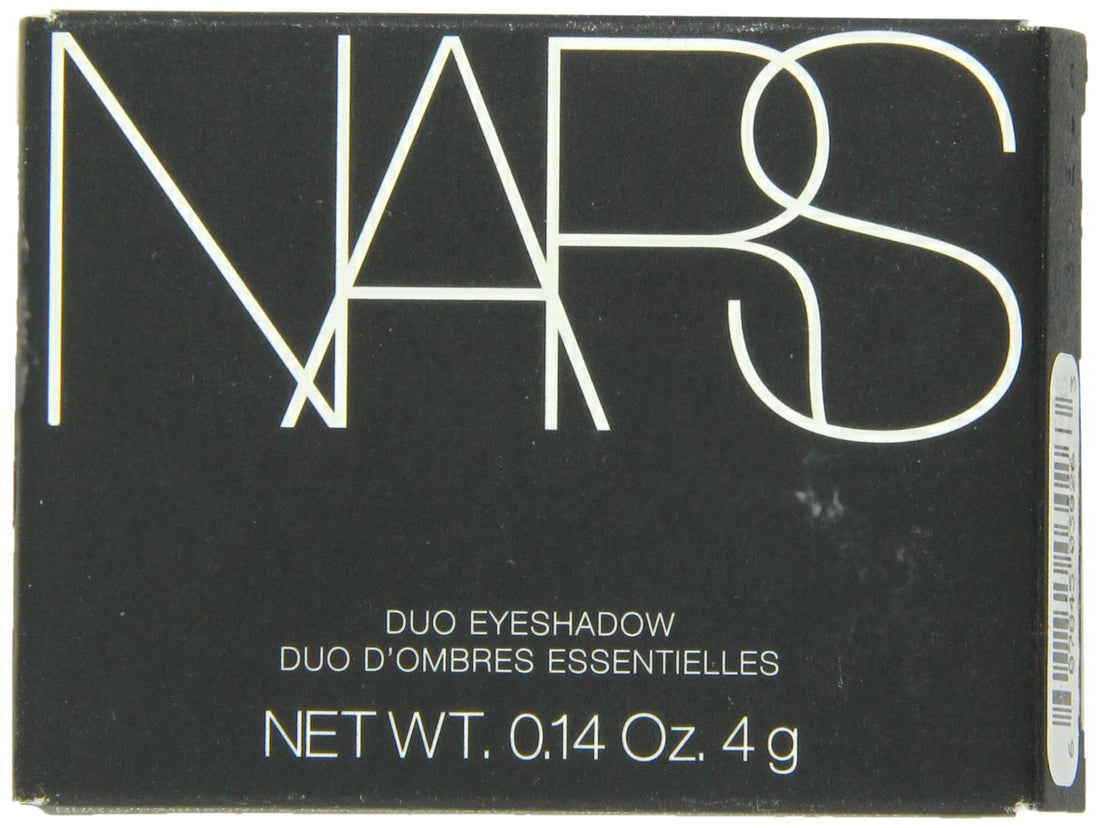 NARS
DUO EYESHADOW
DUO D'OMBRES ESSENTIELLES
NET WT. 0.14 Oz. 4 g